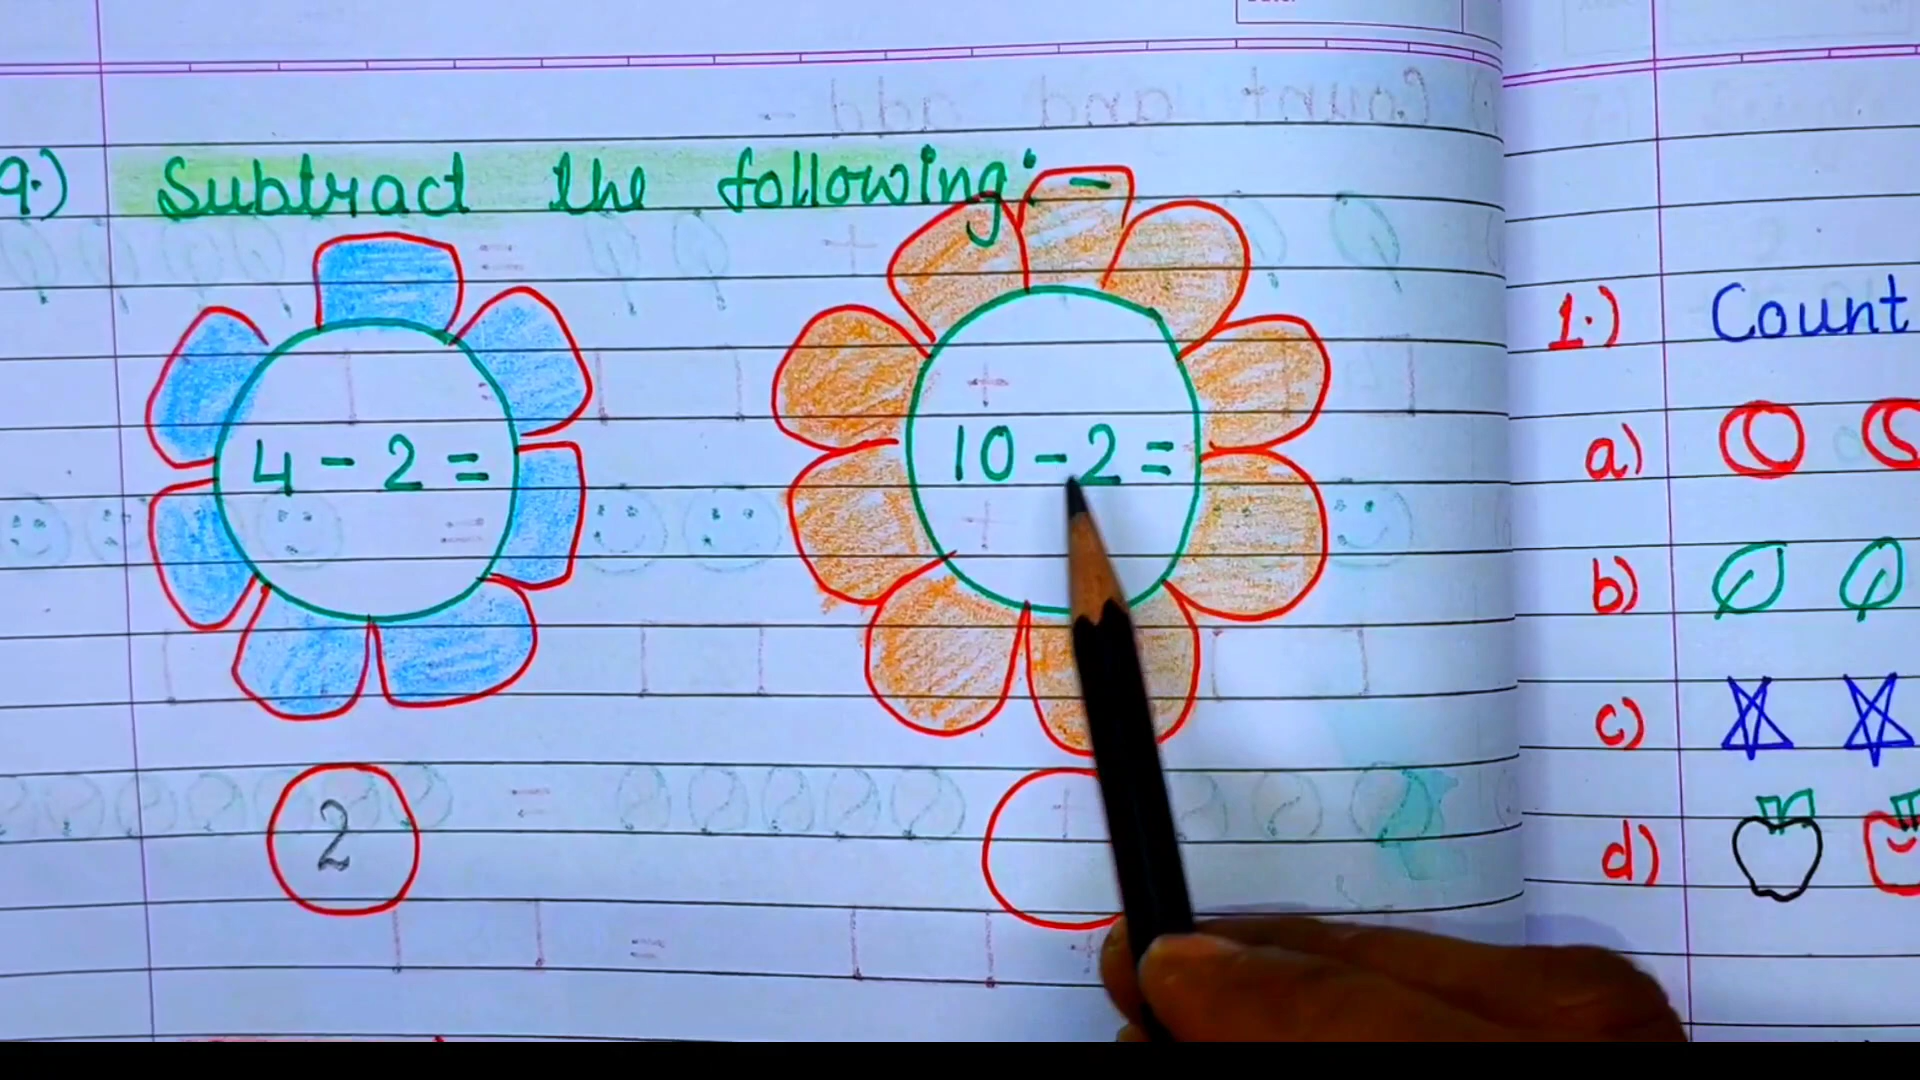 9.) Subtract the following:-
4 - 2 =
10 - 2 =
2
1.) Count
a)
b)
c)
d)